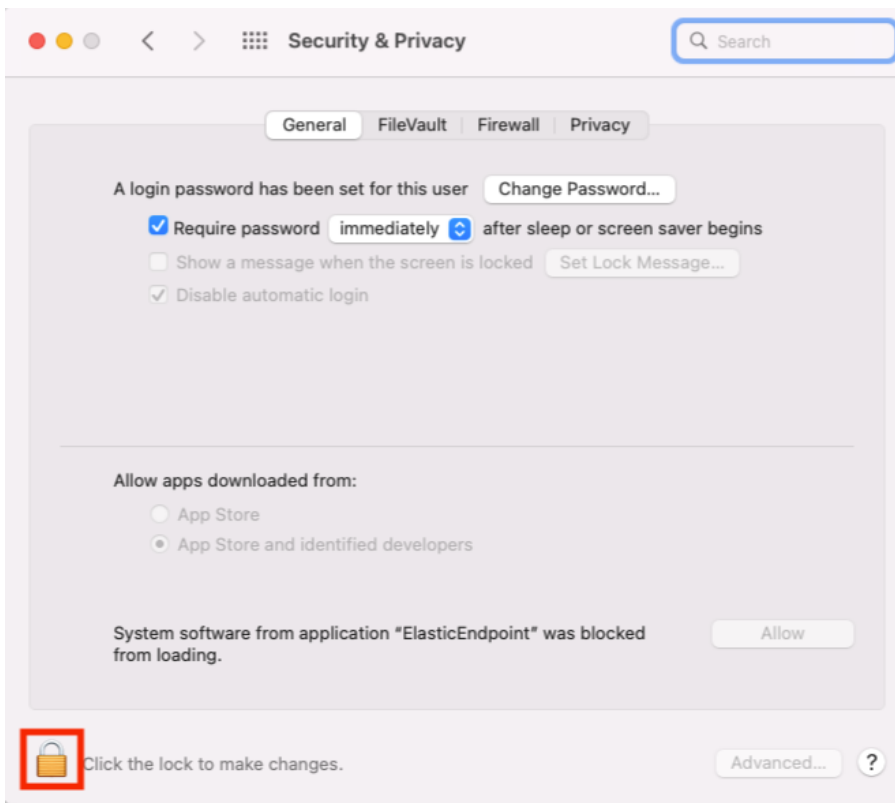 Security & Privacy
Search
General FileVault Firewall Privacy
A login password has been set for this user Change Password...
Require password immediately after sleep or screen saver begins
Show a message when the screen is locked Set Lock Message...
Disable automatic login
Allow apps downloaded from:
App Store
App Store and identified developers
System software from application “ElasticEndpoint” was blocked Allow
from loading.
Click the lock to make changes. Advanced... ?